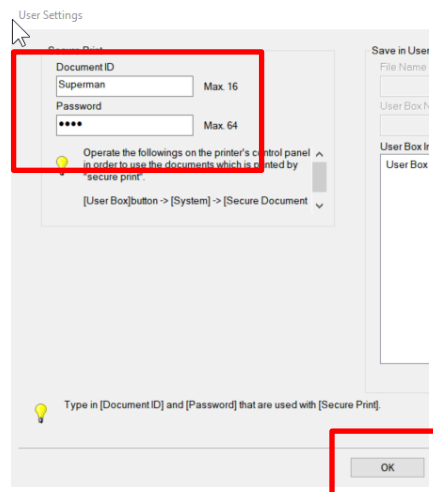 User Settings
Secure Print
Document ID
Superman
Max. 16
Password
••••
Max. 64
Operate the followings on the printer's control panel
in order to use the documents which is printed by
"secure print".
[User Box]button -> [System] -> [Secure Document
Save in User
File Name
User Box N
User Box In
User Box
Type in [Document ID] and [Password] that are used with [Secure Print].
OK